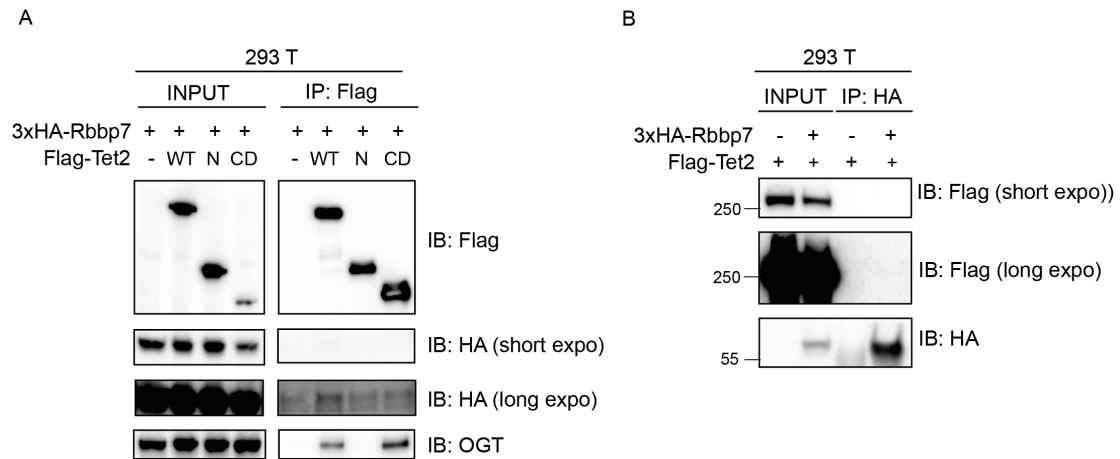 A
293 T
INPUT IP: Flag
3xHA-Rbbp7 + + + + + + + +
Flag-Tet2 - WT N CD - WT N CD
IB: Flag
IB: HA (short expo)
IB: HA (long expo)
IB: OGT
B
293 T
INPUT IP: HA
3xHA-Rbbp7 - + - +
Flag-Tet2 + + + +
250 IB: Flag (short expo))
250 IB: Flag (long expo)
55 IB: HA